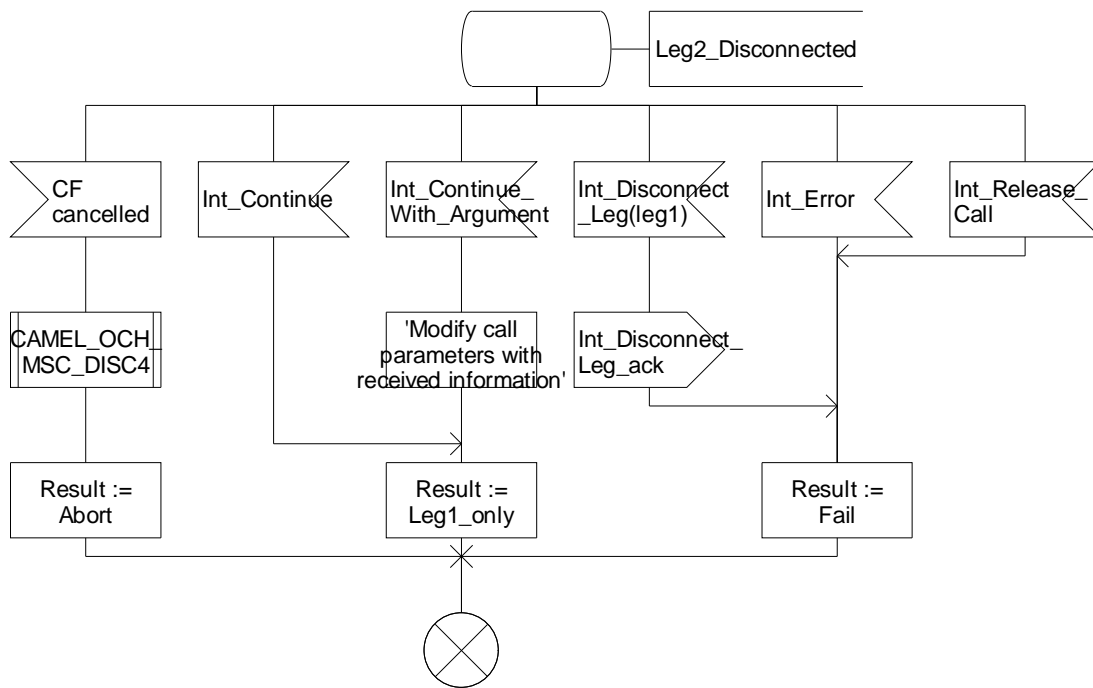 Leg2_Disconnected
CF
cancelled
Int_Continue
Int_Continue_
With_Argument
Int_Disconnect
_Leg(leg1)
Int_Error
Int_Release_
Call
CAMEL_OCH_
MSC_DISC4
'Modify call
parameters with
received information'
Int_Disconnect_
Leg_ack
Result :=
Abort
Result :=
Leg1_only
Result :=
Fail